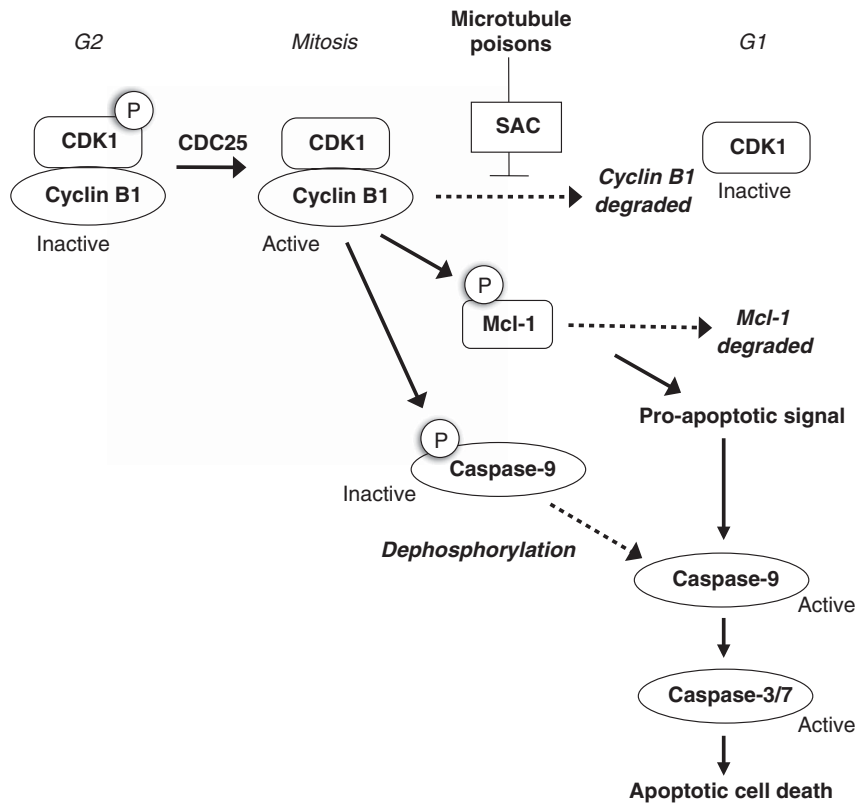 G2
Mitosis
Microtubule
poisons
G1
P
CDK1
Cyclin B1
Inactive
CDC25
CDK1
Cyclin B1
Active
SAC
Cyclin B1
degraded
CDK1
Inactive
P
Mcl-1
Mcl-1
degraded
Pro-apoptotic signal
P
Caspase-9
Inactive
Dephosphorylation
Caspase-9
Active
Caspase-3/7
Active
Apoptotic cell death